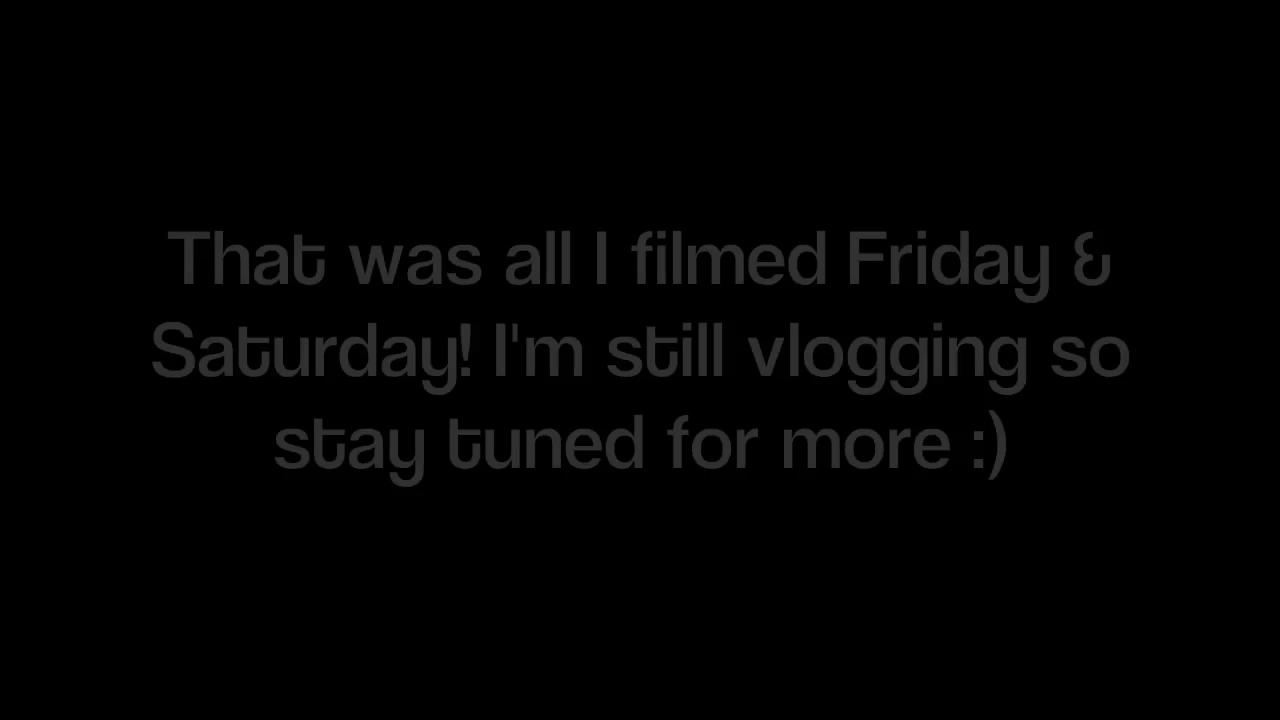 That was all I filmed Friday &
Saturday! I'm still vlogging so
stay tuned for more :)